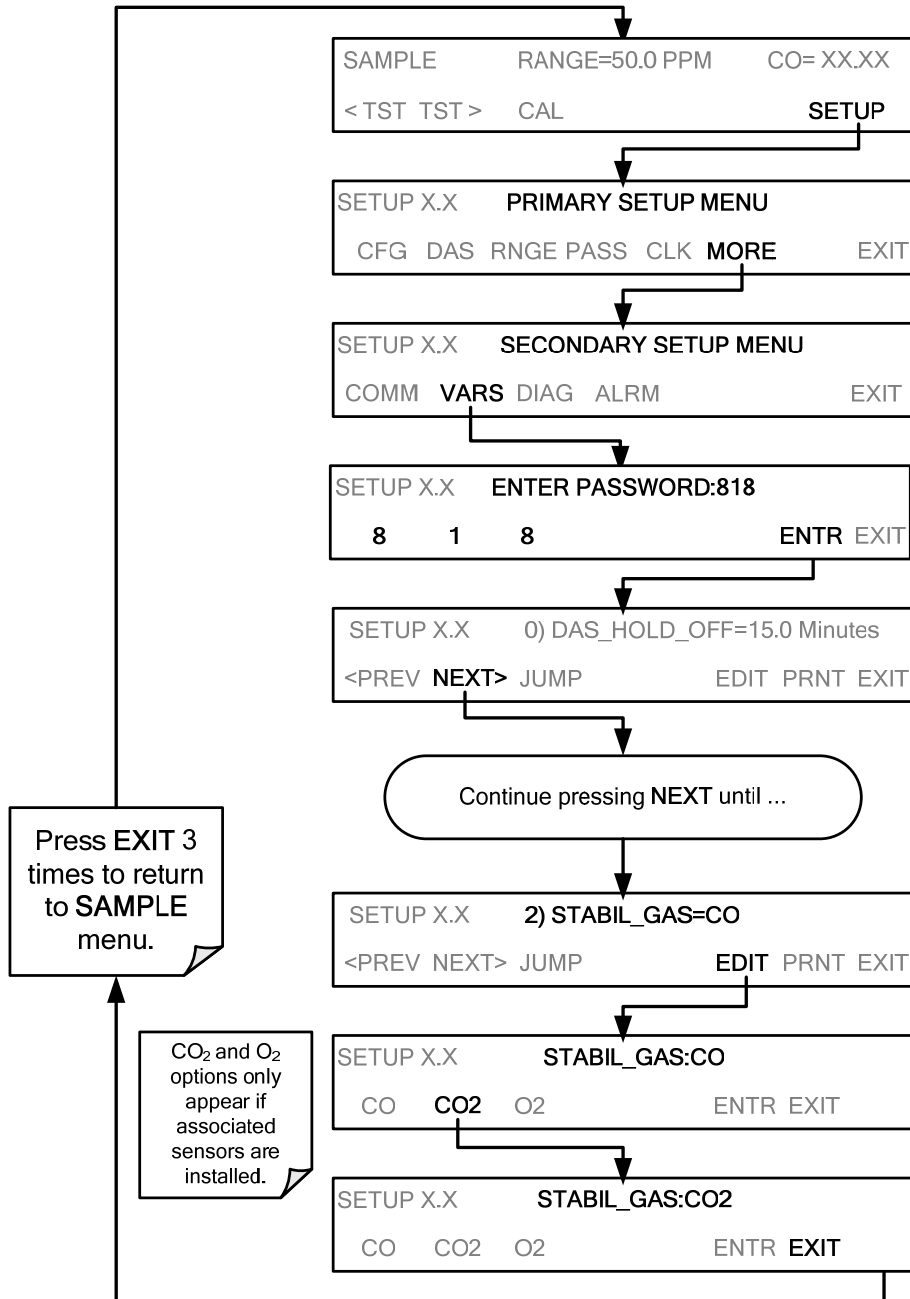 SAMPLE RANGE=50.0 PPM CO= XX.XX
< TST TST > CAL SETUP
SETUP X.X PRIMARY SETUP MENU
CFG DAS RNGE PASS CLK MORE EXIT
SETUP X.X SECONDARY SETUP MENU
COMM VARS DIAG ALRM EXIT
SETUP X.X ENTER PASSWORD:818
8 1 8 ENTR EXIT
SETUP X.X 0) DAS_HOLD_OFF=15.0 Minutes
<PREV NEXT> JUMP EDIT PRNT EXIT
Continue pressing NEXT until ...
SETUP X.X 2) STABIL_GAS=CO
<PREV NEXT> JUMP EDIT PRNT EXIT
SETUP X.X STABIL_GAS:CO
CO CO2 O2 ENTR EXIT
SETUP X.X STABIL_GAS:CO2
CO CO2 O2 ENTR EXIT
Press EXIT 3
times to return
to SAMPLE
menu.
CO₂ and O₂
options only
appear if
associated
sensors are
installed.